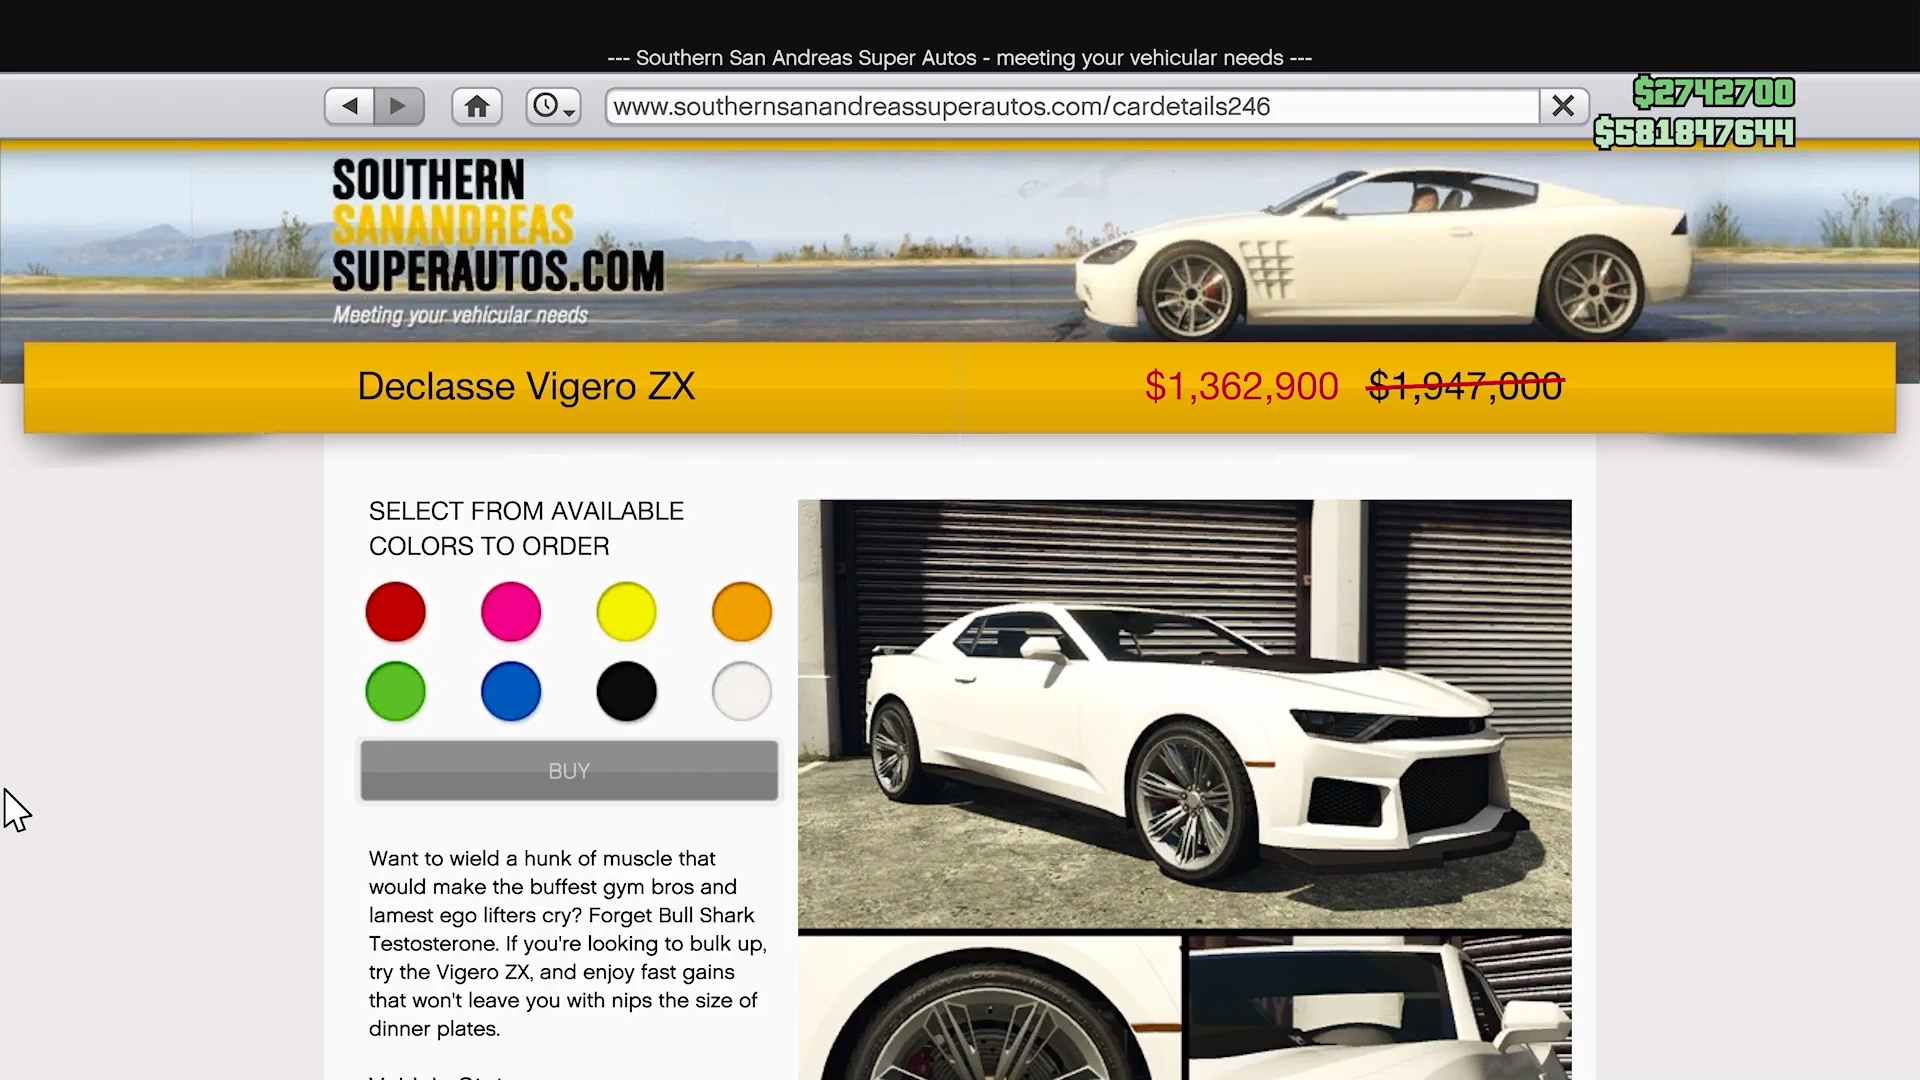 --- Southern San Andreas Super Autos - meeting your vehicular needs ---
www.southernsanandreassuperautos.com/cardetails246
$2742700
$581847644
SOUTHERN
SANANDREAS
SUPERAUTOS.COM
Meeting your vehicular needs
Declasse Vigero ZX
$1,362,900 $1,947,000
SELECT FROM AVAILABLE
COLORS TO ORDER
BUY
Want to wield a hunk of muscle that
would make the buffest gym bros and
lamest ego lifters cry? Forget Bull Shark
Testosterone. If you're looking to bulk up,
try the Vigero ZX, and enjoy fast gains
that won't leave you with nips the size of
dinner plates.